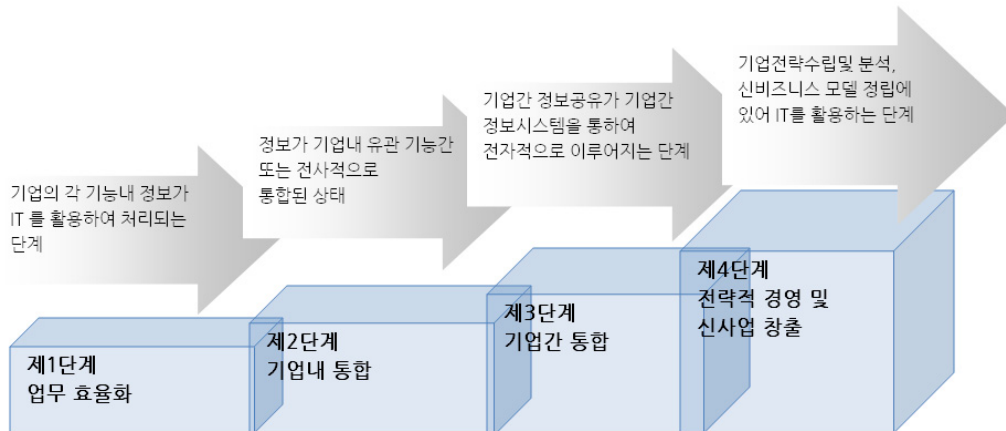 기업의 각 기능내 정보가
IT 를 활용하여 처리되는
단계
정보가 기업내 유관 기능간
또는 전사적으로
통합된 상태
기업간 정보공유가 기업간
정보시스템을 통하여
전자적으로 이루어지는 단계
기업전략수립및 분석,
신비즈니스 모델 정립에
있어 IT를 활용하는 단계
제1단계
업무 효율화
제2단계
기업내 통합
제3단계
기업간 통합
제4단계
전략적 경영 및
신사업 창출